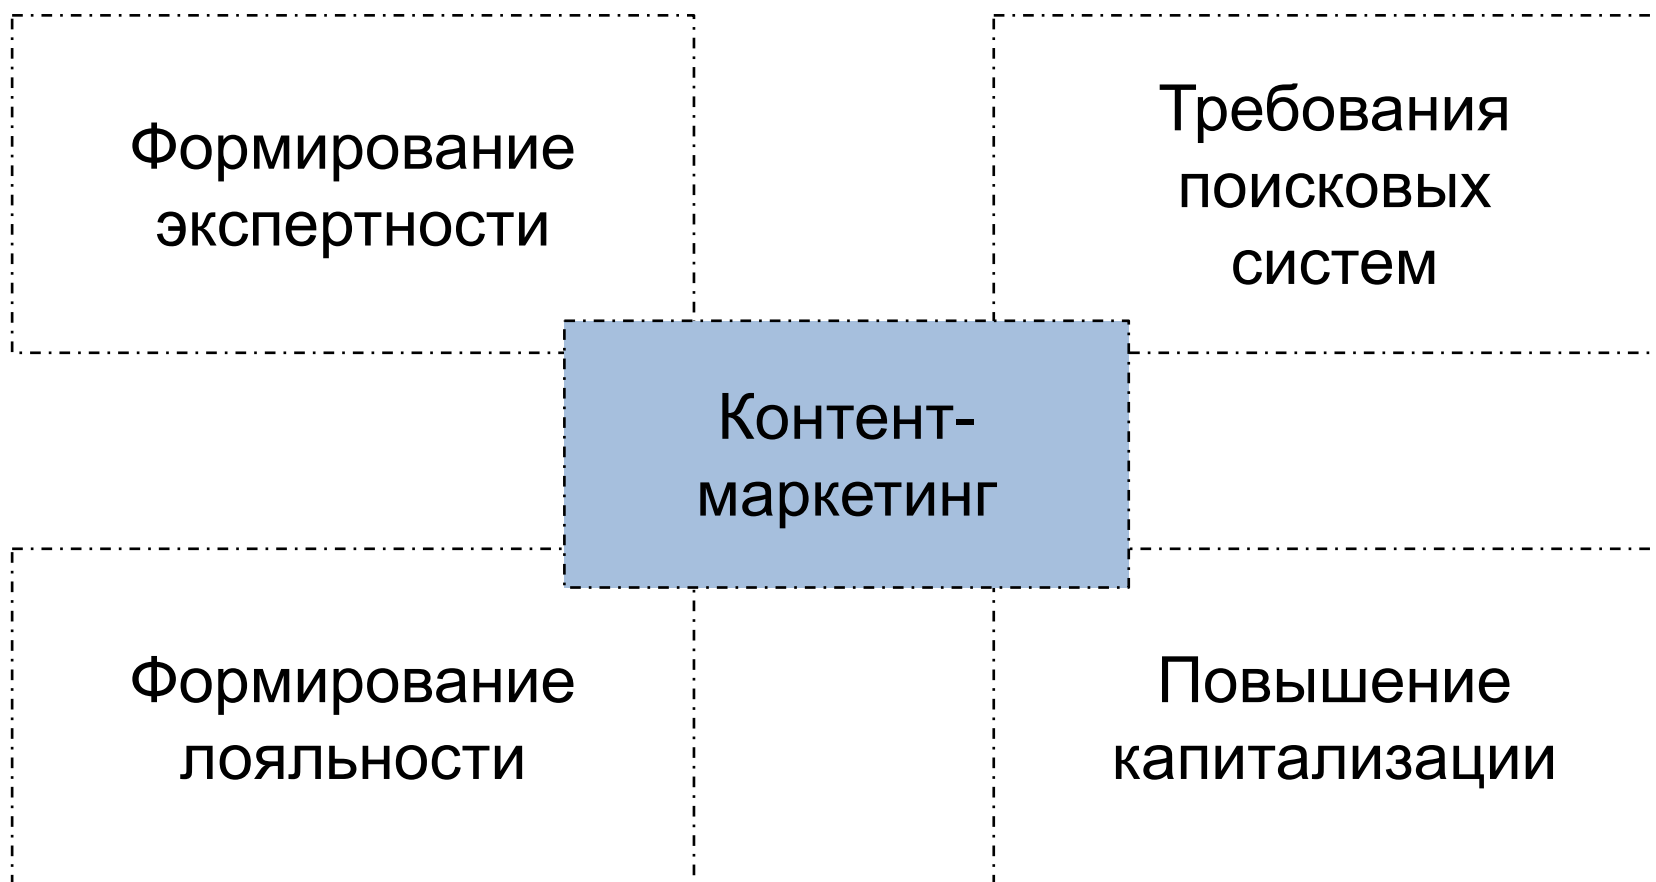 Формирование
экспертности
Требования
поисковых
систем
Контент-
маркетинг
Формирование
лояльности
Повышение
капитализации